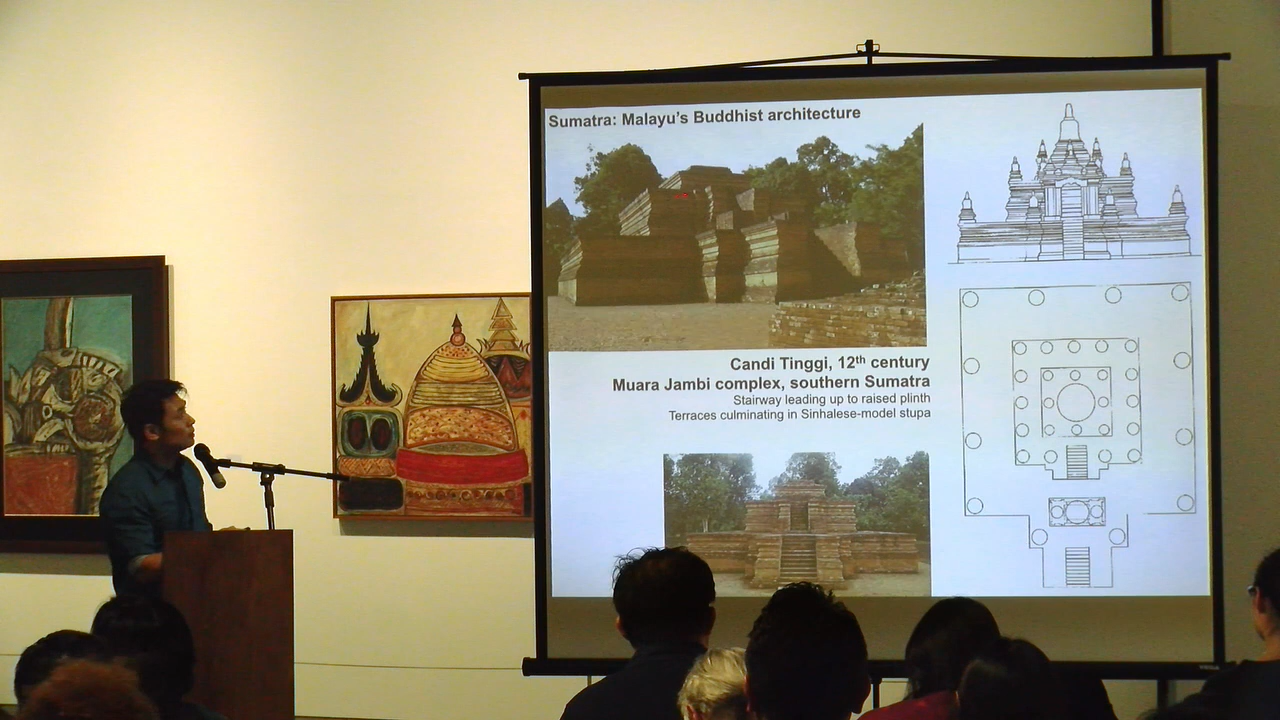 Sumatra: Malayu's Buddhist architecture
Candi Tinggi, 12th century
Muara Jambi complex, southern Sumatra
Stairway leading up to raised plinth
Terraces culminating in Sinhalese-model stupa